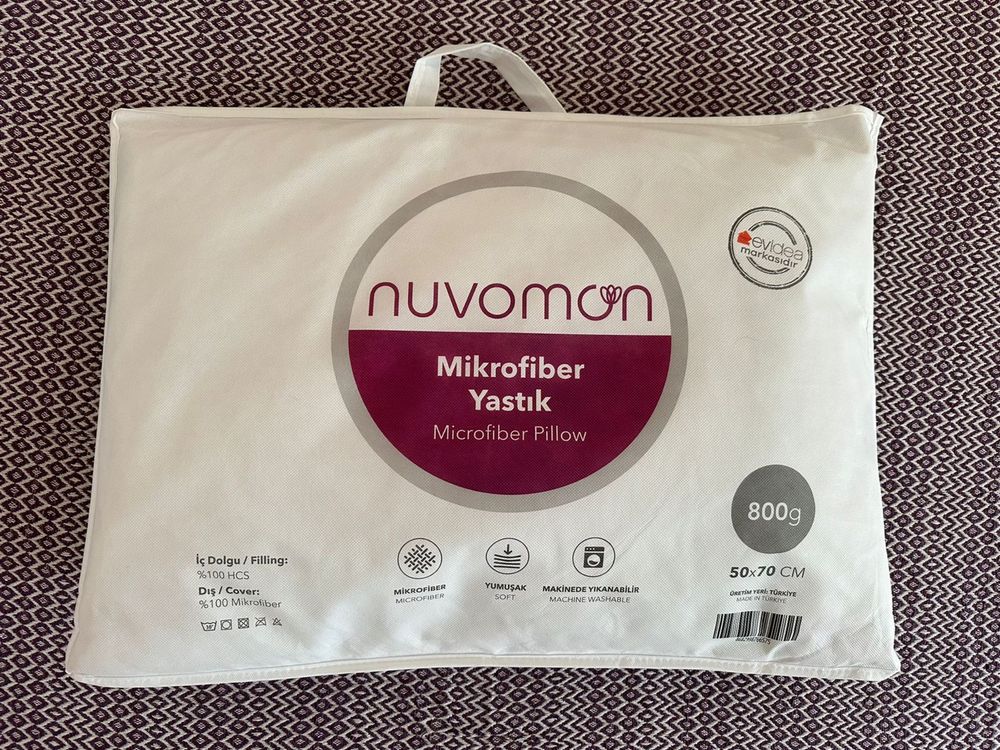 evidea
markasıdır
nuvomon
Mikrofiber
Yastık
Microfiber Pillow
800g
50x70 CM
ÜRETİM YERİ: TÜRKİYE
MADE IN TÜRKİYE
İç Dolgu / Filling:
%100 HCS
Dış / Cover:
%100 Mikrofiber
MİKROFİBER
MICROFIBER
YUMUŞAK
SOFT
MAKİNEDE YIKANABİLİR
MACHINE WASHABLE